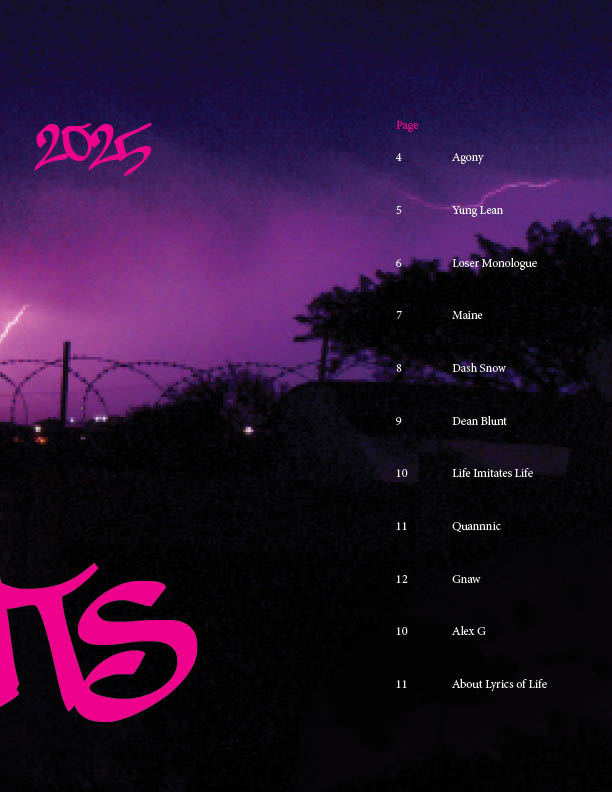 2025
Page
4 Agony
5 Yung Lean
6 Loser Monologue
7 Maine
8 Dash Snow
9 Dean Blunt
10 Life Imitates Life
11 Quannnic
12 Gnaw
10 Alex G
11 About Lyrics of Life